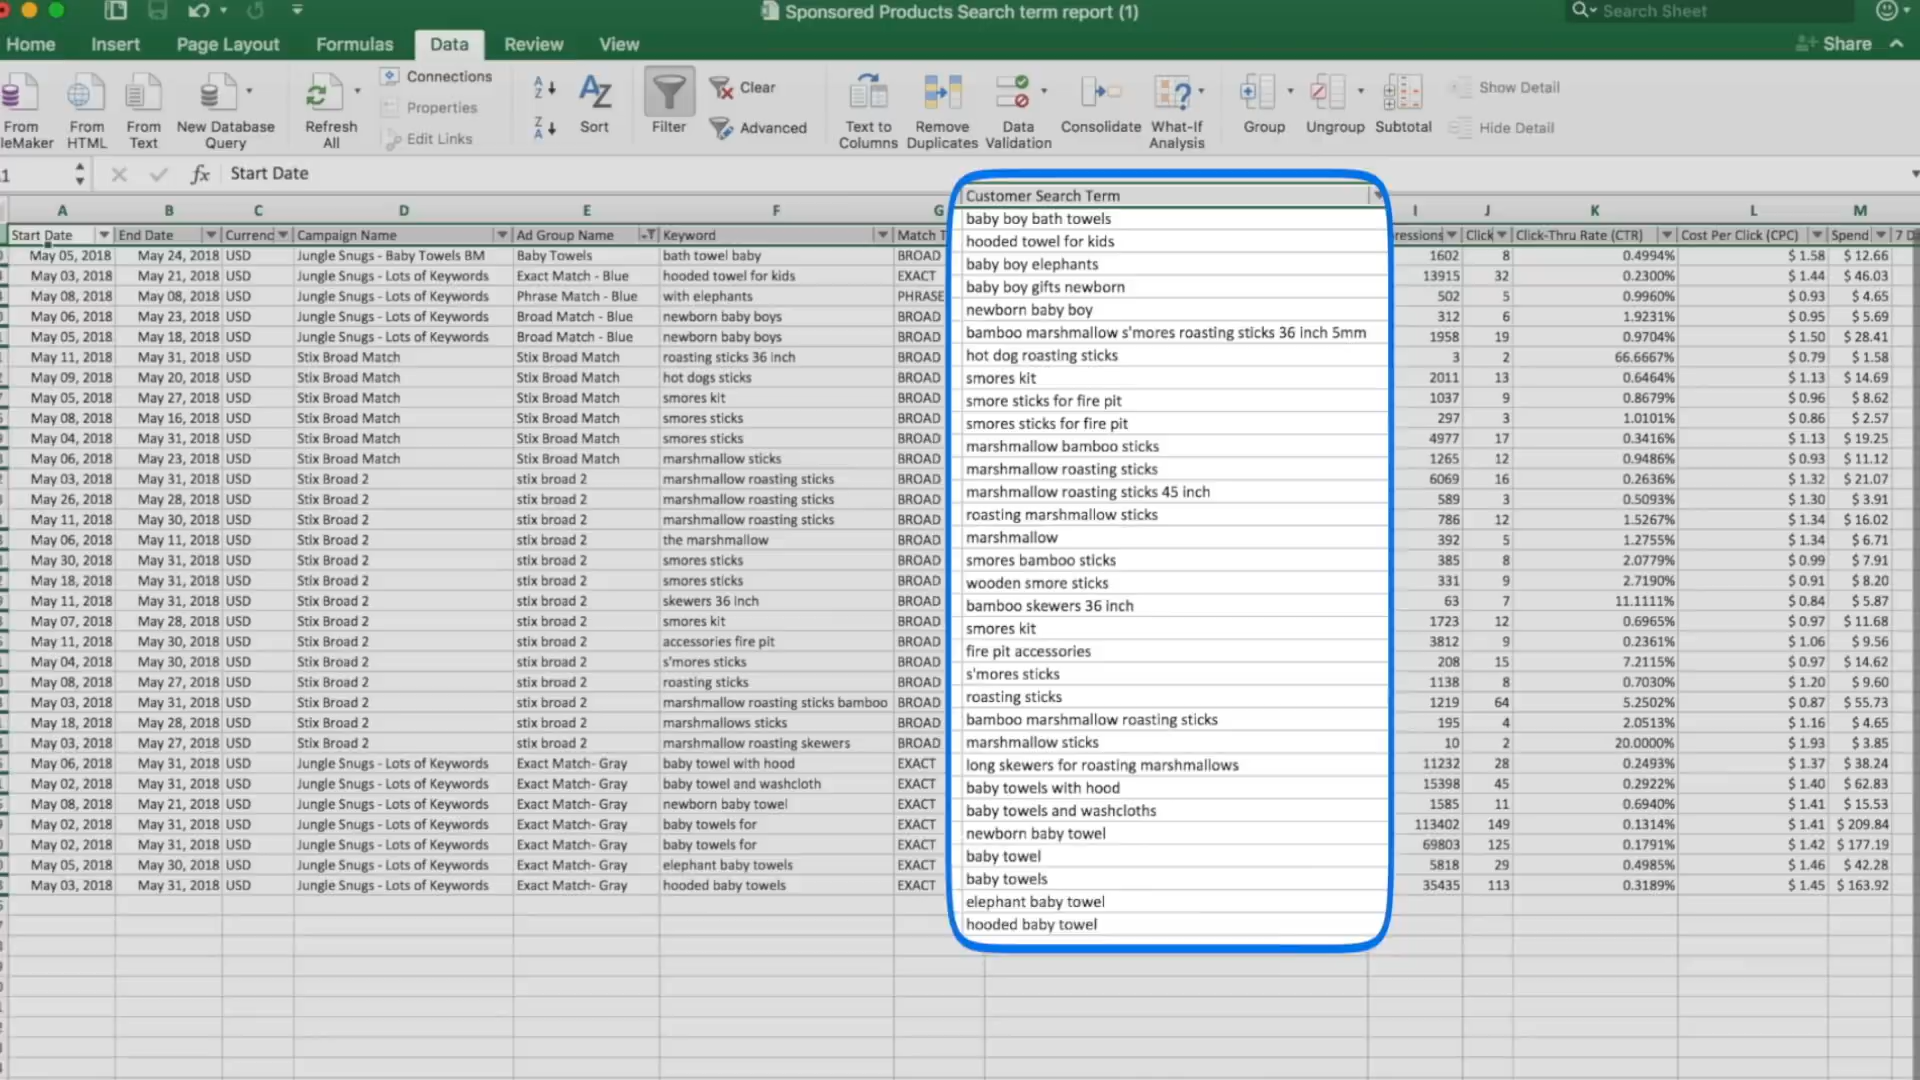 Sponsored Products Search term report (1)
Search Sheet
Home Insert Page Layout Formulas Data Review View
Share
Connections
Properties
Edit Links
Clear
Advanced
Show Detail
Hide Detail
From From From New Database Refresh Sort Filter Text to Remove Data Consolidate What-If Group Ungroup Subtotal
leMaker HTML Text Query All Columns Duplicates Validation Analysis
fx Start Date
Customer Search Term
A B C D E F G I J K L M
Start Date End Date Currenc Campaign Name Ad Group Name Keyword Match T ressions Click Click-Thru Rate (CTR) Cost Per Click (CPC) Spend 7 D
May 05, 2018 May 24, 2018 USD Jungle Snugs - Baby Towels BM Baby Towels bath towel baby BROAD baby boy bath towels 1602 8 0.4994% $ 1.58 $ 12.66
May 04, 2018 May 21, 2018 USD Jungle Snugs - Lots of Keywords Exact Match - Blue hooded towel for kids EXACT hooded towel for kids 13915 32 0.2300% $ 1.44 $ 46.03
May 08, 2018 May 08, 2018 USD Jungle Snugs - Lots of Keywords Phrase Match - Blue with elephants PHRASE baby boy elephants 502 5 0.9960% $ 0.93 $ 4.65
May 06, 2018 May 23, 2018 USD Jungle Snugs - Lots of Keywords Broad Match - Blue newborn baby boys BROAD baby boy gifts newborn 312 6 1.9231% $ 0.95 $ 5.69
May 05, 2018 May 18, 2018 USD Jungle Snugs - Lots of Keywords Broad Match - Blue newborn baby boys BROAD newborn baby boy 1958 19 0.9704% $ 1.50 $ 28.41
May 11, 2018 May 31, 2018 USD Stix Broad Match Stix Broad Match roasting sticks 36 inch BROAD bamboo marshmallow s'mores roasting sticks 36 inch 5mm 3 2 66.6667% $ 0.79 $ 1.58
May 09, 2018 May 20, 2018 USD Stix Broad Match Stix Broad Match hot dogs sticks BROAD hot dog roasting sticks 2011 13 0.6464% $ 1.13 $ 14.69
May 05, 2018 May 27, 2018 USD Stix Broad Match Stix Broad Match smores kit BROAD smores kit 1037 9 0.8679% $ 0.96 $ 8.62
May 08, 2018 May 16, 2018 USD Stix Broad Match Stix Broad Match smores sticks BROAD smore sticks for fire pit 297 3 1.0101% $ 0.86 $ 2.57
May 04, 2018 May 31, 2018 USD Stix Broad Match Stix Broad Match smores sticks BROAD smores sticks for fire pit 4977 17 0.3416% $ 1.13 $ 19.25
May 06, 2018 May 23, 2018 USD Stix Broad Match Stix Broad Match marshmallow sticks BROAD marshmallow bamboo sticks 1265 12 0.9486% $ 0.93 $ 11.12
May 03, 2018 May 31, 2018 USD Stix Broad 2 stix broad 2 marshmallow roasting sticks BROAD marshmallow roasting sticks 6069 16 0.2636% $ 1.32 $ 21.07
May 26, 2018 May 28, 2018 USD Stix Broad 2 stix broad 2 marshmallow roasting sticks BROAD marshmallow roasting sticks 45 inch 589 3 0.5093% $ 1.30 $ 3.91
May 11, 2018 May 30, 2018 USD Stix Broad 2 stix broad 2 marshmallow roasting sticks BROAD roasting marshmallow sticks 786 12 1.5267% $ 1.34 $ 16.02
May 06, 2018 May 11, 2018 USD Stix Broad 2 stix broad 2 the marshmallow BROAD marshmallow 392 5 1.2755% $ 1.34 $ 6.71
May 30, 2018 May 31, 2018 USD Stix Broad 2 stix broad 2 smores sticks BROAD smores bamboo sticks 385 8 2.0779% $ 0.99 $ 7.91
May 18, 2018 May 31, 2018 USD Stix Broad 2 stix broad 2 smores sticks BROAD wooden smore sticks 331 9 2.7190% $ 0.91 $ 8.20
May 11, 2018 May 31, 2018 USD Stix Broad 2 stix broad 2 skewers 36 inch BROAD bamboo skewers 36 inch 63 7 11.1111% $ 0.84 $ 5.87
May 07, 2018 May 28, 2018 USD Stix Broad 2 stix broad 2 smores kit BROAD smores kit 1723 12 0.6965% $ 0.97 $ 11.68
May 11, 2018 May 30, 2018 USD Stix Broad 2 stix broad 2 accessories fire pit BROAD fire pit accessories 3812 9 0.2361% $ 1.06 $ 9.56
May 04, 2018 May 30, 2018 USD Stix Broad 2 stix broad 2 s'mores sticks BROAD s'mores sticks 208 15 7.2115% $ 0.97 $ 14.62
May 08, 2018 May 27, 2018 USD Stix Broad 2 stix broad 2 roasting sticks BROAD roasting sticks 1138 8 0.7030% $ 1.20 $ 9.60
May 03, 2018 May 31, 2018 USD Stix Broad 2 stix broad 2 marshmallow roasting sticks bamboo BROAD bamboo marshmallow roasting sticks 1219 64 5.2502% $ 0.87 $ 55.73
May 18, 2018 May 28, 2018 USD Stix Broad 2 stix broad 2 marshmallows sticks BROAD marshmallow sticks 195 4 2.0513% $ 1.16 $ 4.65
May 03, 2018 May 27, 2018 USD Stix Broad 2 stix broad 2 marshmallow roasting skewers BROAD long skewers for roasting marshmallows 10 2 20.0000% $ 1.93 $ 3.85
May 06, 2018 May 31, 2018 USD Jungle Snugs - Lots of Keywords Exact Match- Gray baby towel with hood EXACT baby towels with hood 11232 28 0.2493% $ 1.37 $ 38.24
May 02, 2018 May 31, 2018 USD Jungle Snugs - Lots of Keywords Exact Match- Gray baby towel and washcloth EXACT baby towels and washcloths 15398 45 0.2922% $ 1.40 $ 62.83
May 08, 2018 May 21, 2018 USD Jungle Snugs - Lots of Keywords Exact Match- Gray newborn baby towel EXACT newborn baby towel 1585 11 0.6940% $ 1.41 $ 15.53
May 02, 2018 May 31, 2018 USD Jungle Snugs - Lots of Keywords Exact Match- Gray baby towels for EXACT baby towel 113402 149 0.1314% $ 1.41 $ 209.84
May 02, 2018 May 31, 2018 USD Jungle Snugs - Lots of Keywords Exact Match- Gray baby towels for EXACT baby towels 69803 125 0.1791% $ 1.42 $ 177.19
May 05, 2018 May 30, 2018 USD Jungle Snugs - Lots of Keywords Exact Match- Gray elephant baby towels EXACT elephant baby towel 5818 29 0.4985% $ 1.46 $ 42.28
May 03, 2018 May 31, 2018 USD Jungle Snugs - Lots of Keywords Exact Match- Gray hooded baby towels EXACT hooded baby towel 35435 113 0.3189% $ 1.45 $ 163.92